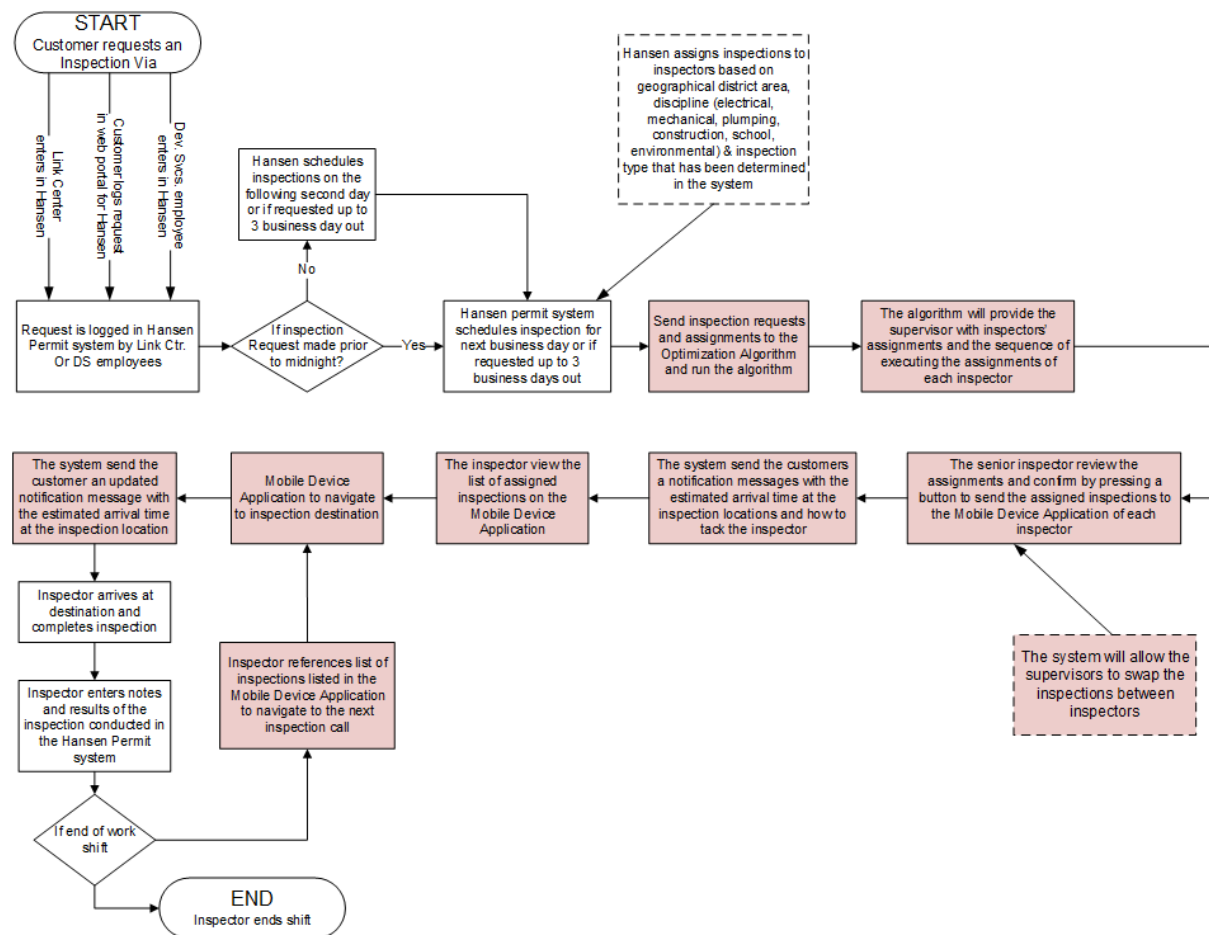 START
Customer requests an
Inspection Via
Link Center
enters in Hansen
Customer logs request
in web portal for Hansen
Dev. Svcs. employee
enters in Hansen
Hansen schedules
inspections on the
following second day
or if requested up to
3 business day out
Hansen assigns inspections to
inspectors based on
geographical district area,
discipline (electrical,
mechanical, plumping,
construction, school,
environmental) & inspection
type that has been determined
in the system
No
Request is logged in Hansen
Permit system by Link Ctr.
Or DS employees
If inspection
Request made prior
to midnight?
Yes
Hansen permit system
schedules inspection for
next business day or if
requested up to 3
business days out
Send inspection requests
and assignments to the
Optimization Algorithm
and run the algorithm
The algorithm will provide the
supervisor with inspectors'
assignments and the sequence of
executing the assignments of
each inspector
The system send the
customer an updated
notification message with
the estimated arrival time
at the inspection location
Mobile Device
Application to navigate
to inspection destination
The inspector view the
list of assigned
inspections on the
Mobile Device
Application
The system send the customers
a notification messages with
the estimated arrival time at the
inspection locations and how to
tack the inspector
The senior inspector review the
assignments and confirm by pressing a
button to send the assigned inspections to
the Mobile Device Application of each
inspector
Inspector arrives at
destination and
completes inspection
Inspector references list of
inspections listed in the
Mobile Device Application
to navigate to the next
inspection call
The system will allow the
supervisors to swap the
inspections between
inspectors
Inspector enters notes
and results of the
inspection conducted in
the Hansen Permit
system
If end of work
shift
END
Inspector ends shift